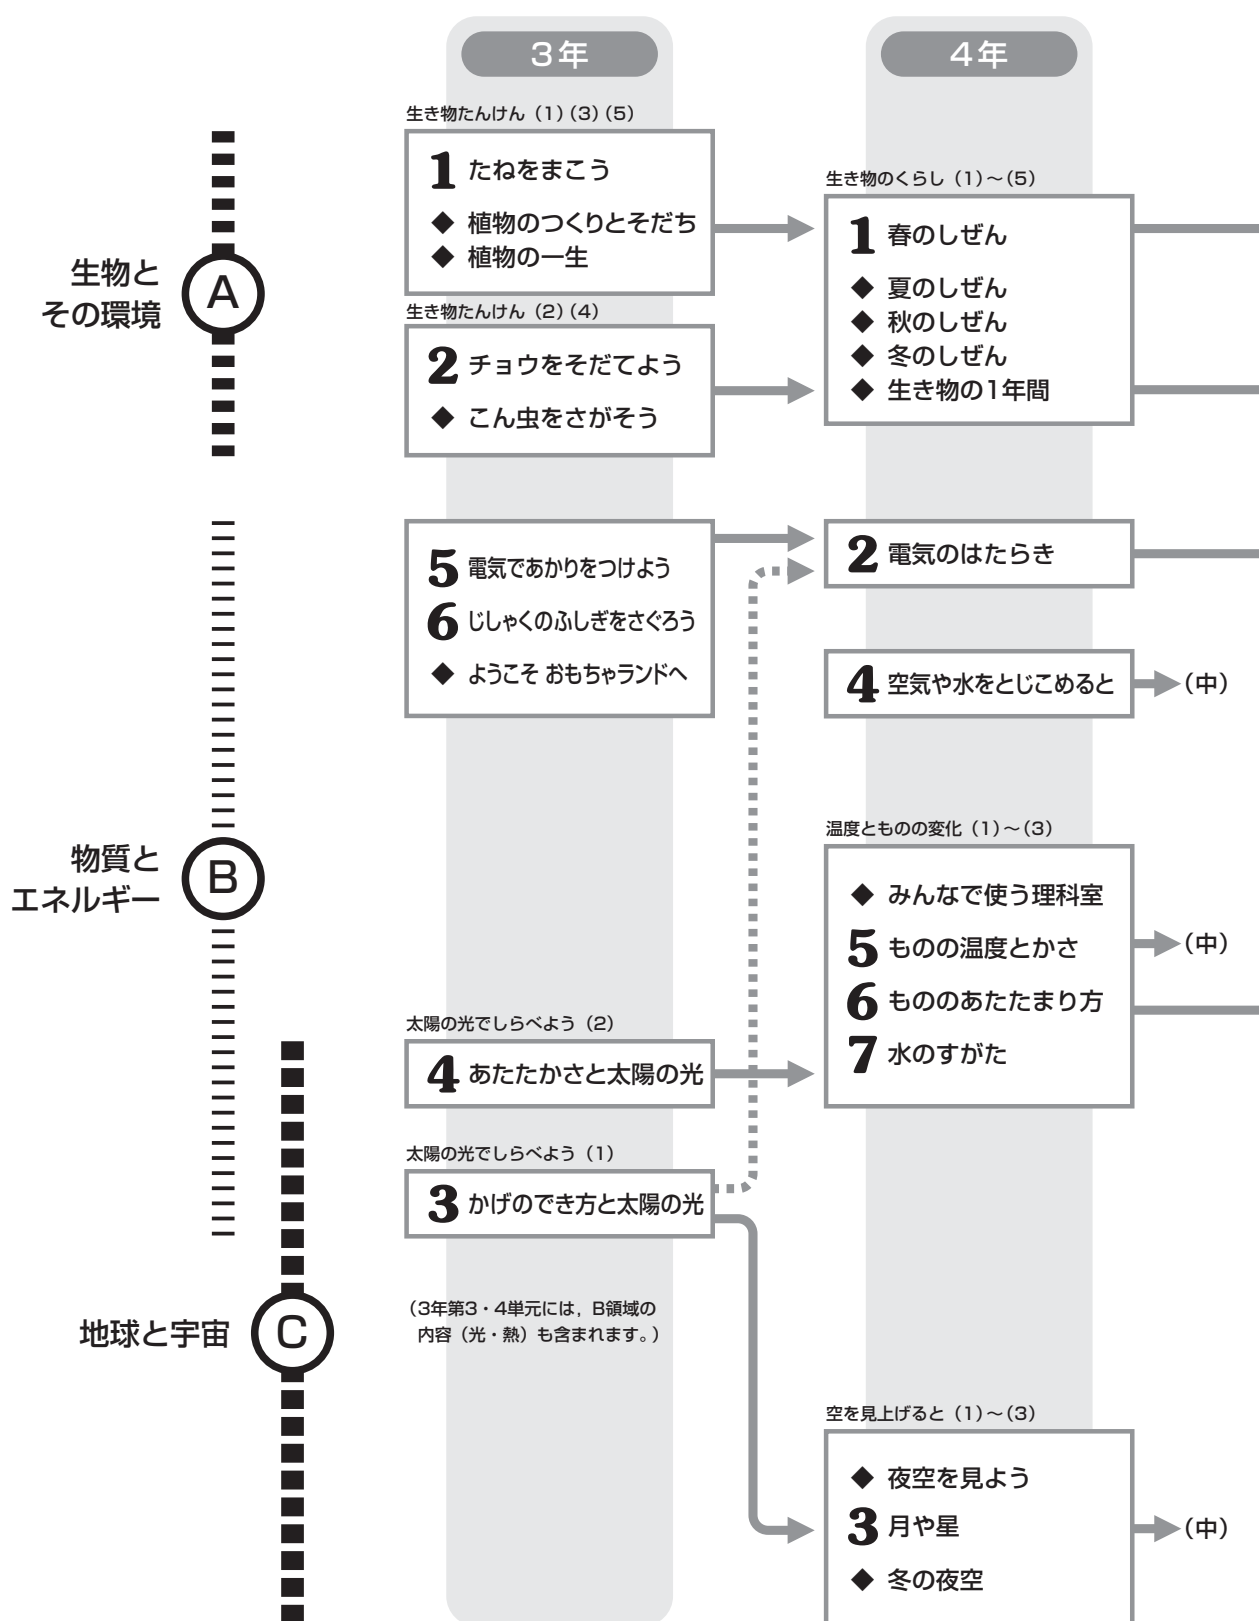 3年
4年
生物と
その環境
A
生き物たんけん（1）（3）（5）
1 たねをまこう
◆ 植物のつくりとそだち
◆ 植物の一生
生き物たんけん（2）（4）
2 チョウをそだてよう
◆ こん虫をさがそう
生き物のくらし（1）～（5）
1 春のしぜん
◆ 夏のしぜん
◆ 秋のしぜん
◆ 冬のしぜん
◆ 生き物の1年間
物質と
エネルギー
B
5 電気であかりをつけよう
6 じしゃくのふしぎをさぐろう
◆ ようこそ おもちゃランドへ
2 電気のはたらき
4 空気や水をとじこめると
（中）
温度とものの変化（1）～（3）
◆ みんなで使う理科室
5 ものの温度とかさ
6 もののあたたまり方
7 水のすがた
（中）
太陽の光でしらべよう（2）
4 あたたかさと太陽の光
太陽の光でしらべよう（1）
3 かげのでき方と太陽の光
地球と宇宙
C
（3年第3・4単元には，B領域の
内容（光・熱）も含まれます。）
空を見上げると（1）～（3）
◆ 夜空を見よう
3 月や星
◆ 冬の夜空
（中）